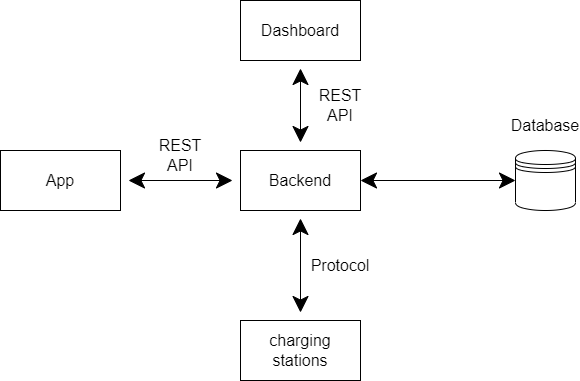 Dashboard
REST
API
Database
REST
API
App
Backend
Protocol
charging
stations